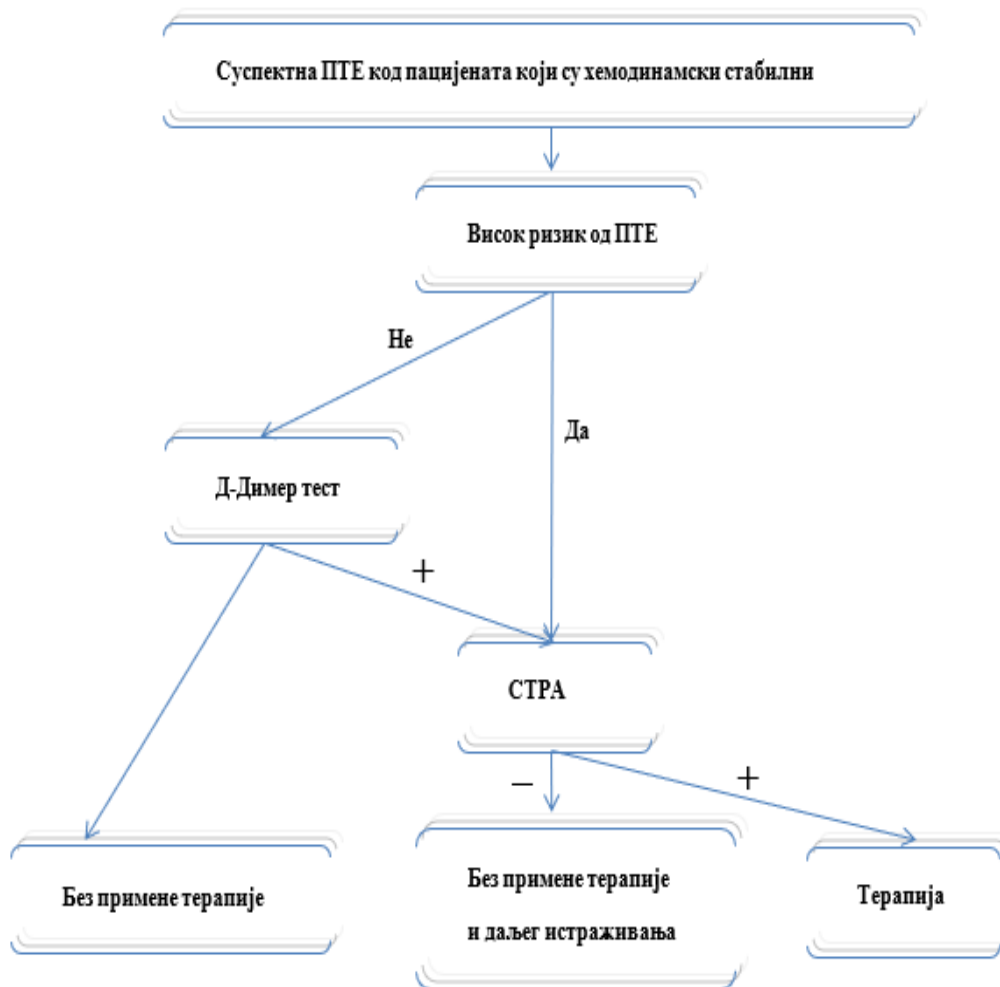 Суспектна ПТЕ код пацијената који су хемодинамски стабилни
Висок ризик од ПТЕ
Не
Да
Д-Димер тест
+
СТРА
–
+
Без примене терапије
Без примене терапије
и даљег истраживања
Терапија